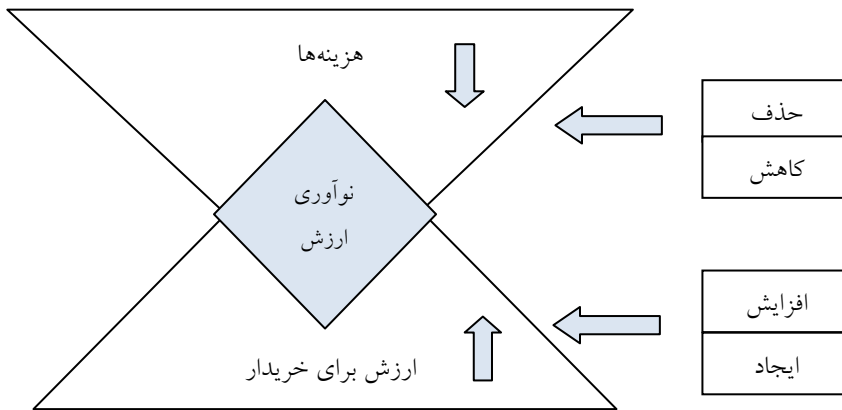 هزینه‌ها
حذف
کاهش
نوآوری
ارزش
افزایش
ایجاد
ارزش برای خریدار